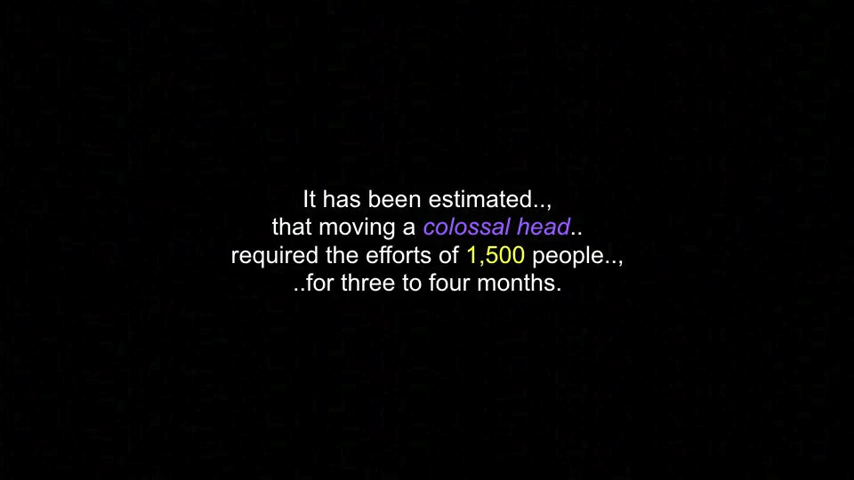 It has been estimated..,
that moving a colossal head..
required the efforts of 1,500 people..,
..for three to four months.